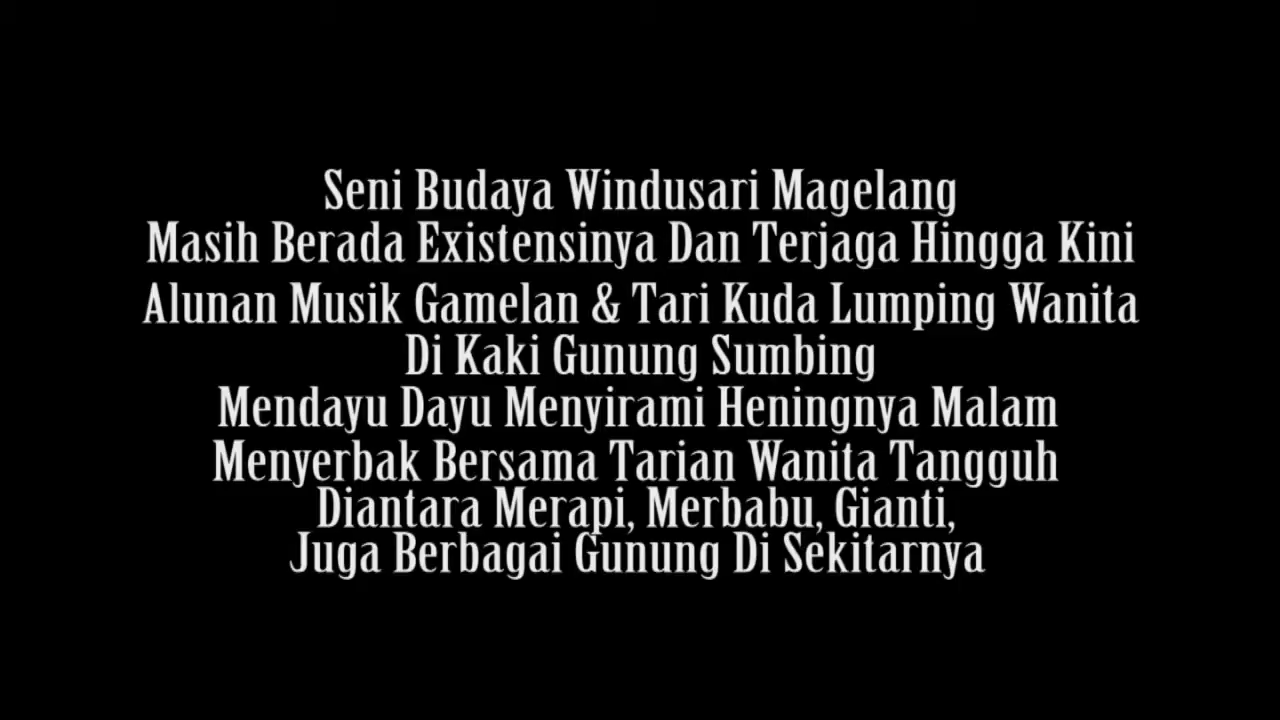 Seni Budaya Windusari Magelang
Masih Berada Existensinya Dan Terjaga Hingga Kini
Alunan Musik Gamelan & Tari Kuda Lumping Wanita
Di Kaki Gunung Sumbing
Mendayu Dayu Menyirami Heningnya Malam
Menyerbak Bersama Tarian Wanita Tangguh
Diantara Merapi, Merbabu, Gianti,
Juga Berbagai Gunung Di Sekitarnya